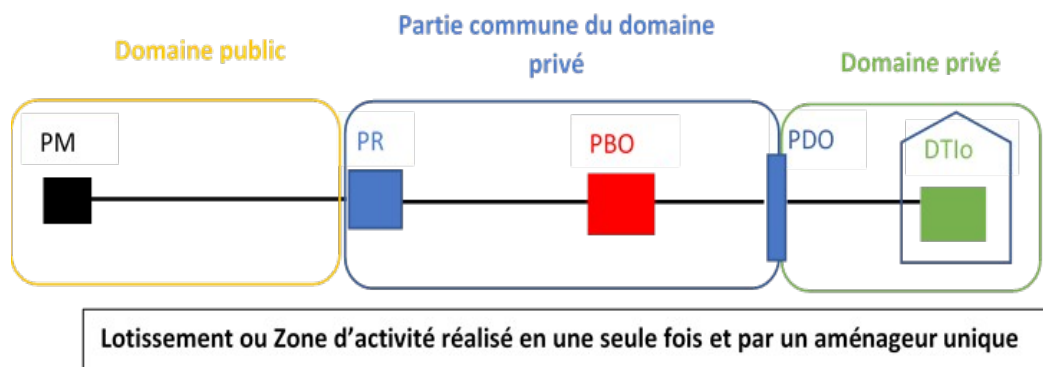 Domaine public
Partie commune du domaine
privé
Domaine privé
PM
PR
PBO
PDO
DTIo
Lotissement ou Zone d'activité réalisé en une seule fois et par un aménageur unique